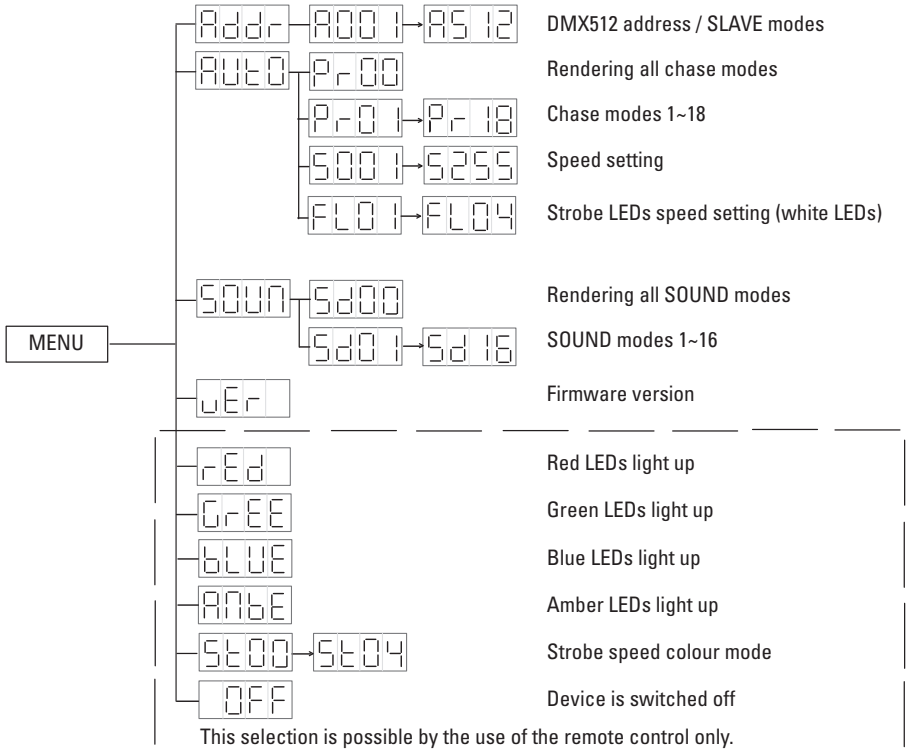 Addr A001 A512 DMX512 address / SLAVE modes
AUtO Pr00 Rendering all chase modes
Pr01 Pr18 Chase modes 1~18
S001 S255 Speed setting
FL01 FL04 Strobe LEDs speed setting (white LEDs)
SOUN Sd00 Rendering all SOUND modes
MENU Sd01 Sd16 SOUND modes 1~16
vEr Firmware version
rEd Red LEDs light up
GrEE Green LEDs light up
bLUE Blue LEDs light up
AMbE Amber LEDs light up
St00 St04 Strobe speed colour mode
OFF Device is switched off
This selection is possible by the use of the remote control only.